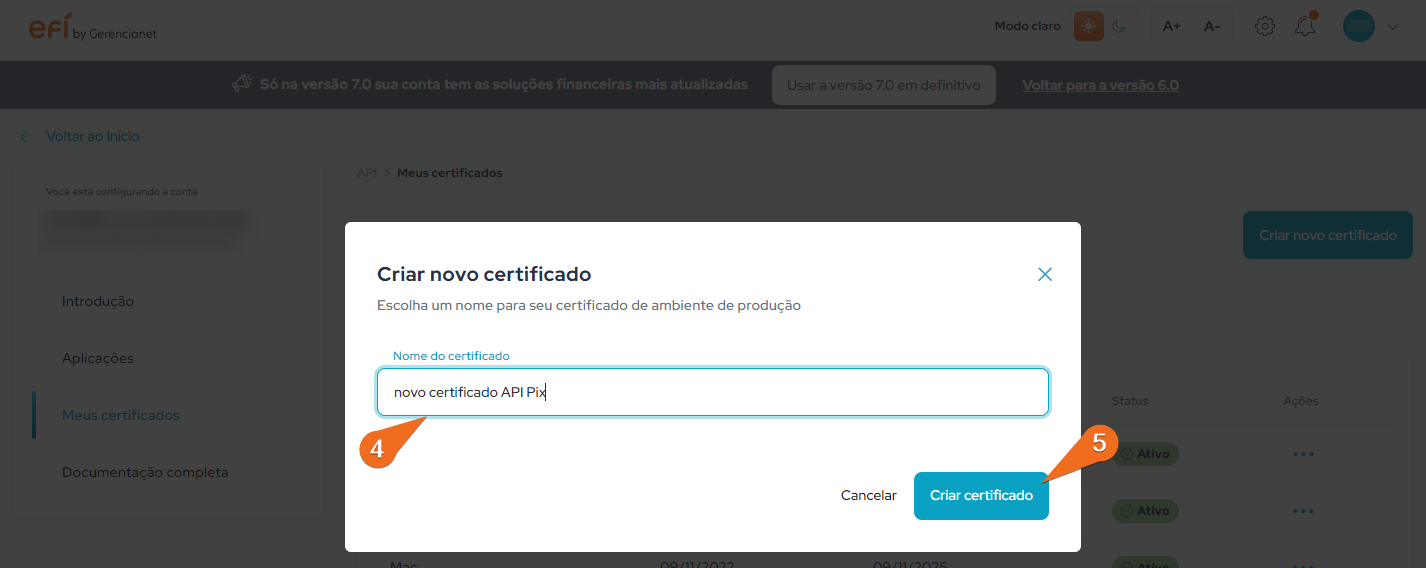 efí by Gerencianet
Modo claro
A+ A-
Só na versão 7.0 sua conta tem as soluções financeiras mais atualizadas
Usar a versão 7.0 em definitivo
Voltar para a versão 6.0
Voltar ao Início
Você está configurando a conta
API > Meus certificados
Criar novo certificado
Introdução
Aplicações
Meus certificados
Documentação completa
Criar novo certificado
Escolha um nome para seu certificado de ambiente de produção
Nome do certificado
novo certificado API Pix
4
5
Cancelar
Criar certificado
Status Ações
Ativo
Ativo
Mac 09/11/2022 09/11/2025 Ativo